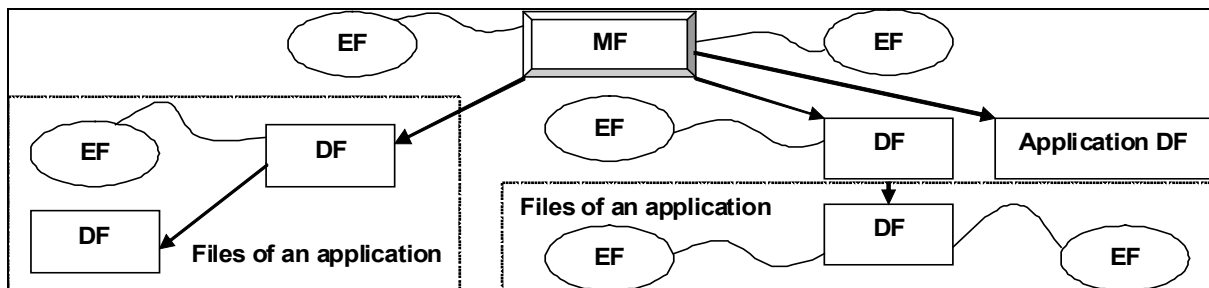 EF
MF
EF
EF
DF
EF
DF
Application DF
DF
Files of an application
Files of an application
DF
EF
EF